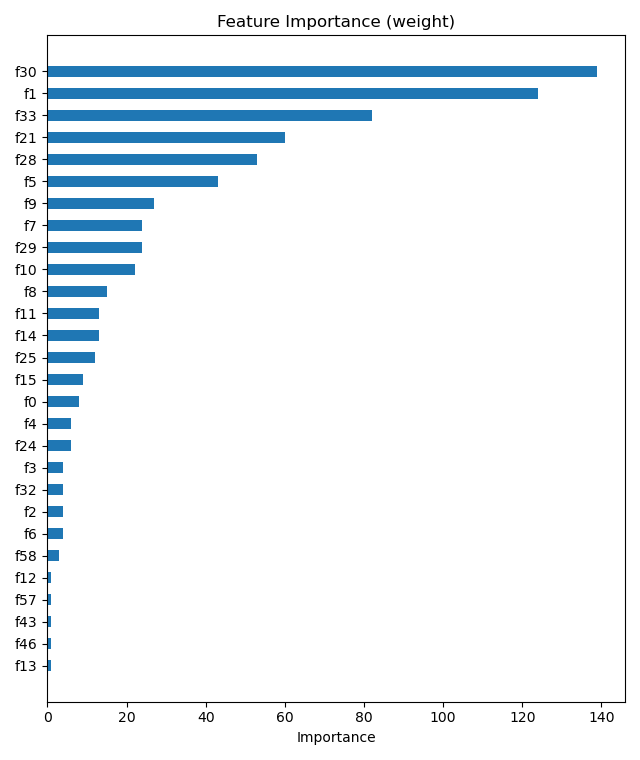 Feature Importance (weight)
f30
f1
f33
f21
f28
f5
f9
f7
f29
f10
f8
f11
f14
f25
f15
f0
f4
f24
f3
f32
f2
f6
f58
f12
f57
f43
f46
f13
0 20 40 60 80 100 120 140
Importance